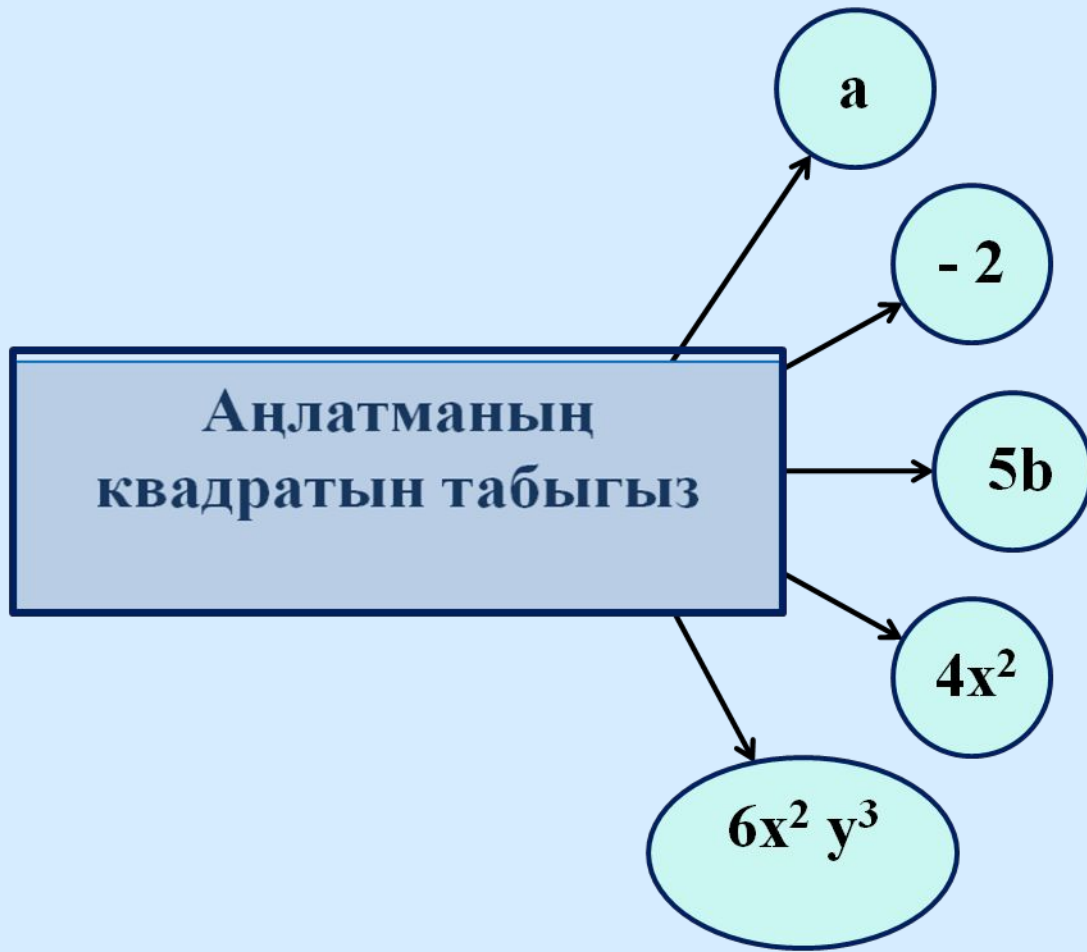 a
- 2
Аңлатманың
квадратын табыгыз
5b
4x²
6x² y³